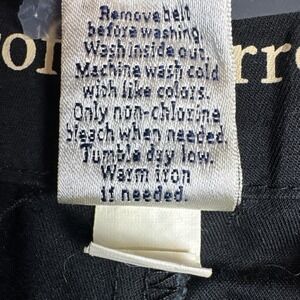 Remove belt
before washing.
Wash inside out.
Machine wash cold
with like colors.
Only non-chlorine
bleach when needed.
Tumble dry low.
Warm iron
if needed.